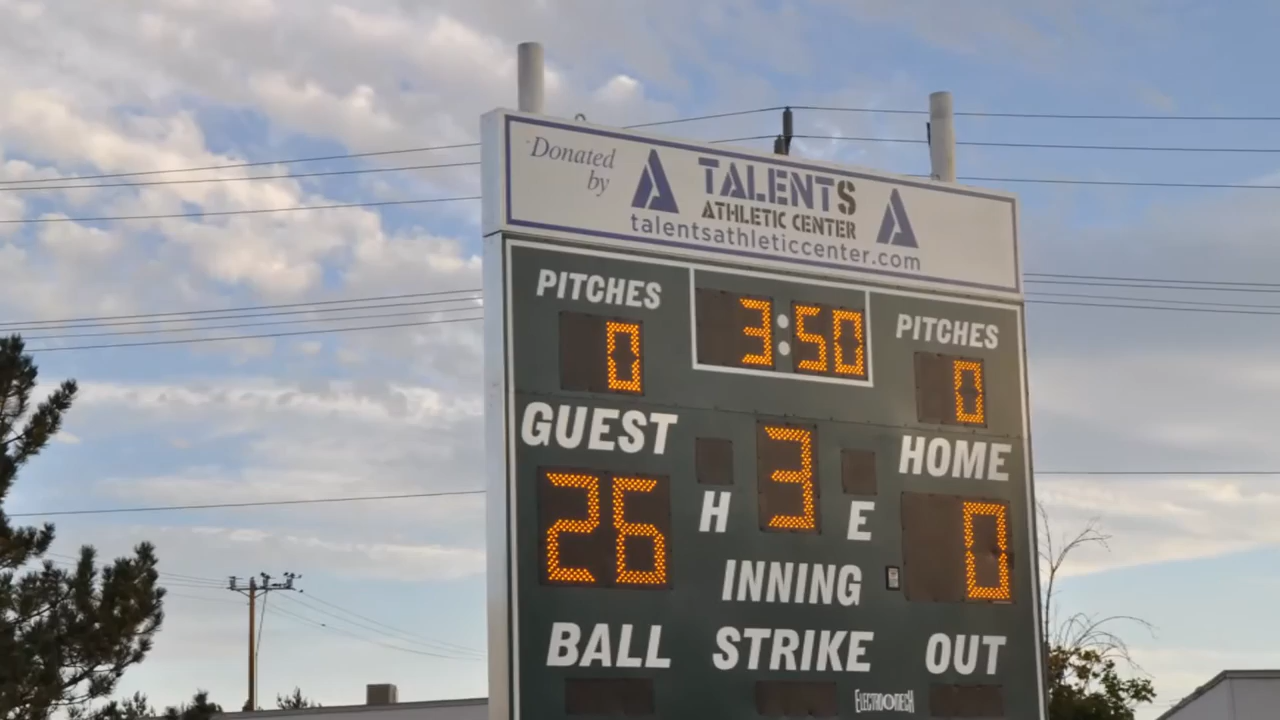 Donated by
TALENTS
ATHLETIC CENTER
talentsathleticcenter.com
PITCHES
3:50
PITCHES
0
0
GUEST
3
HOME
26
H
E
0
INNING
BALL STRIKE OUT
ELECTRO-MECH